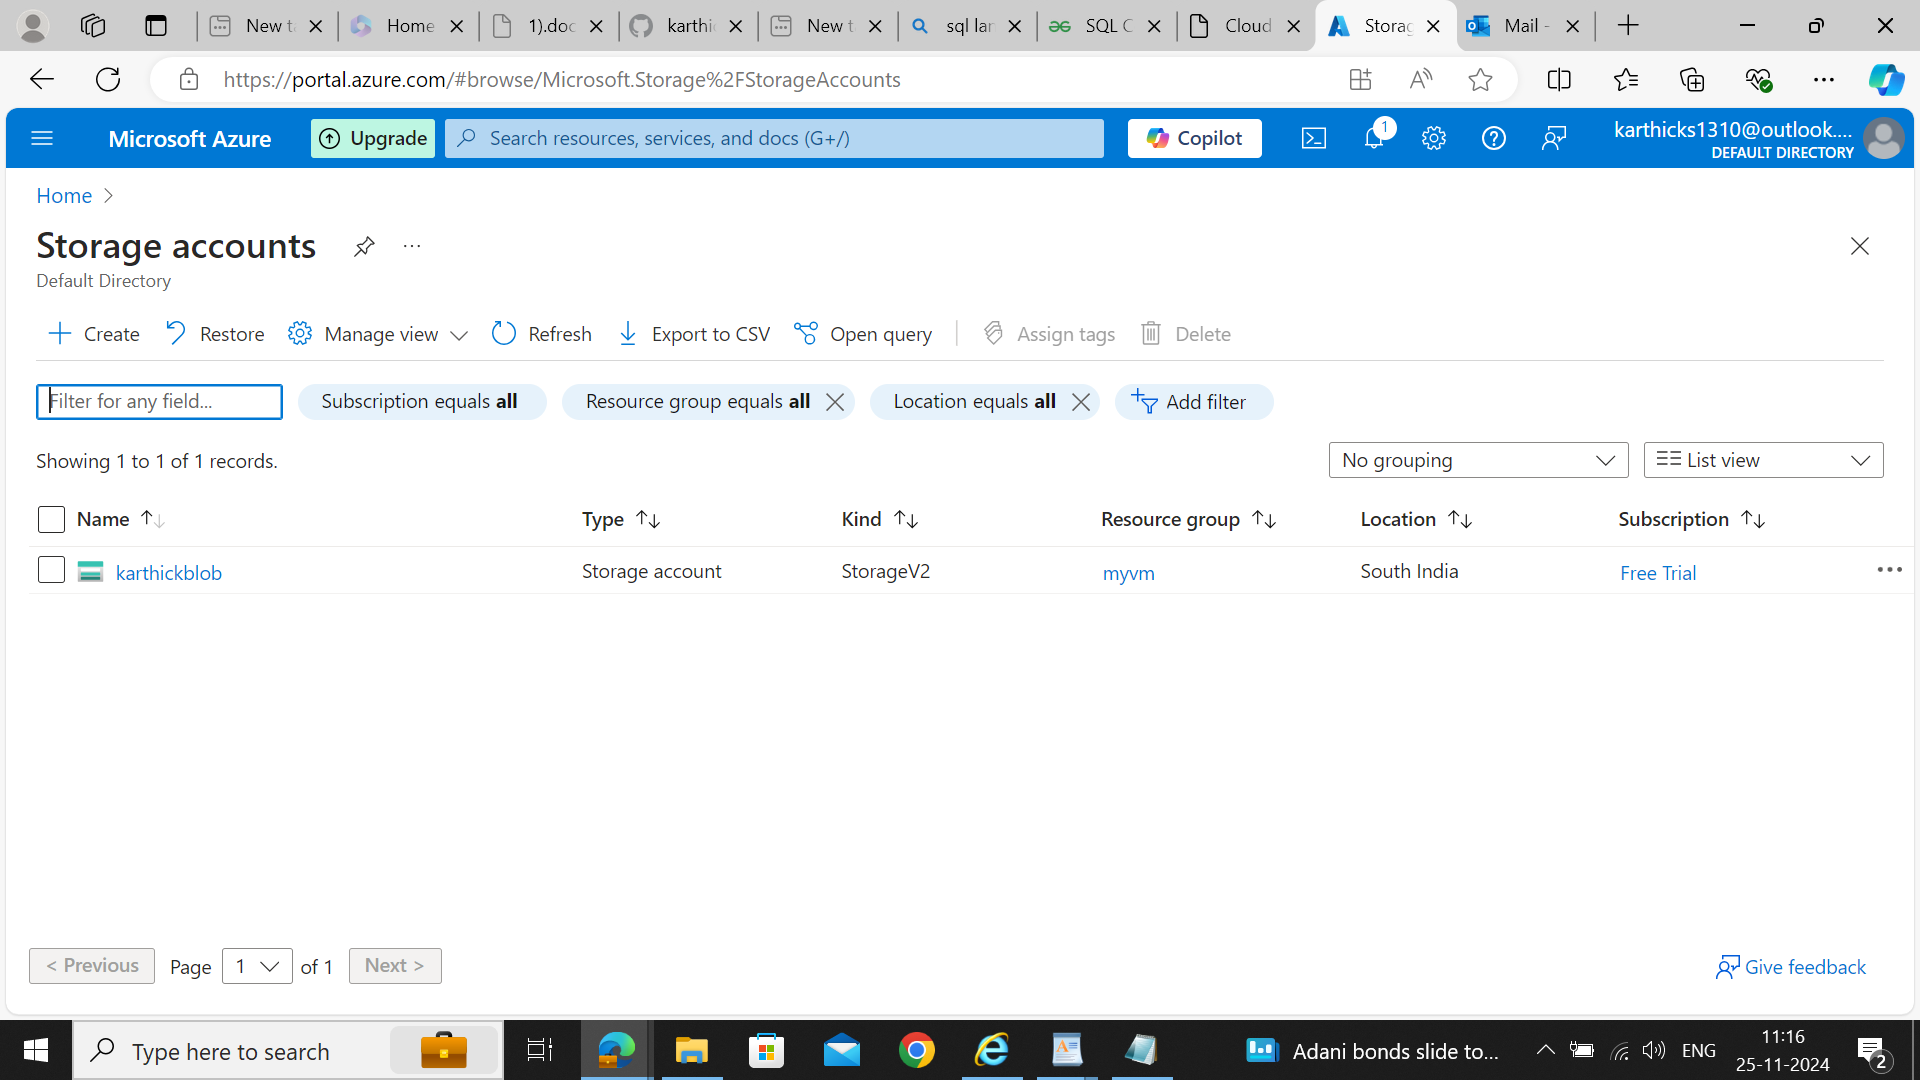 New t
Home
1).doc
karthi
New t
sql lan
SQL C
Cloud
Storag
Mail -
https://portal.azure.com/#browse/Microsoft.Storage%2FStorageAccounts
Microsoft Azure
Upgrade
Search resources, services, and docs (G+/)
Copilot
1
karthicks1310@outlook....
DEFAULT DIRECTORY
Home >
Storage accounts
Default Directory
Create
Restore
Manage view
Refresh
Export to CSV
Open query
Assign tags
Delete
Filter for any field...
Subscription equals all
Resource group equals all
Location equals all
Add filter
Showing 1 to 1 of 1 records.
No grouping
List view
Name
Type
Kind
Resource group
Location
Subscription
karthickblob
Storage account
StorageV2
myvm
South India
Free Trial
< Previous
Page
1
of 1
Next >
Give feedback
Type here to search
Adani bonds slide to...
ENG
11:16
25-11-2024
2